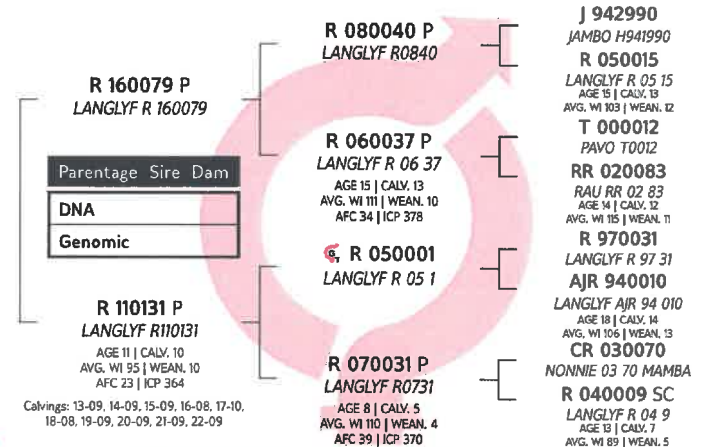 R 160079 P
LANGLYF R 160079
Parentage Sire Dam
DNA
Genomic
R 110131 P
LANGLYF R110131
AGE 11 | CALV. 10
AVG. WI 95 | WEAN. 10
AFC 23 | ICP 364
Calvings: 13-09, 14-09, 15-09, 16-08, 17-10,
18-08, 19-09, 20-09, 21-09, 22-09
R 080040 P
LANGLYF R0840
R 060037 P
LANGLYF R 06 37
AGE 15 | CALV. 13
AVG. WI 111 | WEAN. 10
AFC 34 | ICP 378
R 050001
LANGLYF R 05 1
R 070031 P
LANGLYF R0731
AGE 8 | CALV. 5
AVG. WI 110 | WEAN. 4
AFC 39 | ICP 370
J 942990
JAMBO H941990
R 050015
LANGLYF R 05 15
AGE 15 | CALV. 13
AVG. WI 103 | WEAN. 12
T 000012
PAVO T0012
RR 020083
RAU RR 02 83
AGE 14 | CALV. 12
AVG. WI 115 | WEAN. 11
R 970031
LANGLYF R 97 31
AJR 940010
LANGLYF AJR 94 010
AGE 18 | CALV. 14
AVG. WI 106 | WEAN. 13
CR 030070
NONNIE 03 70 MAMBA
R 040009 SC
LANGLYF R 04 9
AGE 13 | CALV. 7
AVG. WI 89 | WEAN. 5